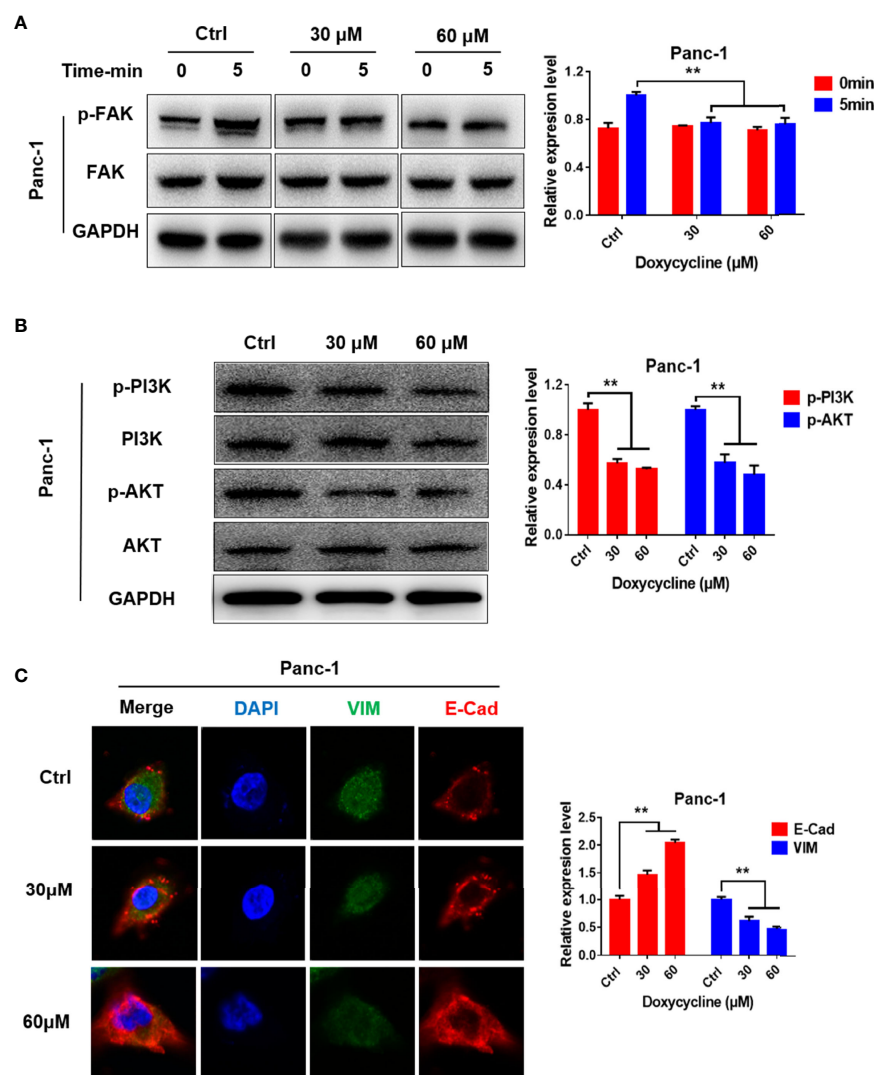 A
Ctrl 30 µM 60 µM
Time-min 0 5 0 5 0 5
p-FAK
FAK
GAPDH
Panc-1
Panc-1
**
0min
5min
Relative experision level
1.2
0.8
0.4
0.0
Ctrl 30 60
Doxycycline (µM)
B
Ctrl 30 µM 60 µM
p-PI3K
PI3K
p-AKT
AKT
GAPDH
Panc-1
Panc-1
** **
p-PI3K
p-AKT
Relative experision level
1.2
0.8
0.4
0.0
Ctrl 30 60 Ctrl 30 60
Doxycycline (µM)
C
Panc-1
Merge DAPI VIM E-Cad
Ctrl
30µM
60µM
Panc-1
** **
E-Cad
VIM
Relative experision level
2.5
2.0
1.5
1.0
0.5
0.0
Ctrl 30 60 Ctrl 30 60
Doxycycline (µM)